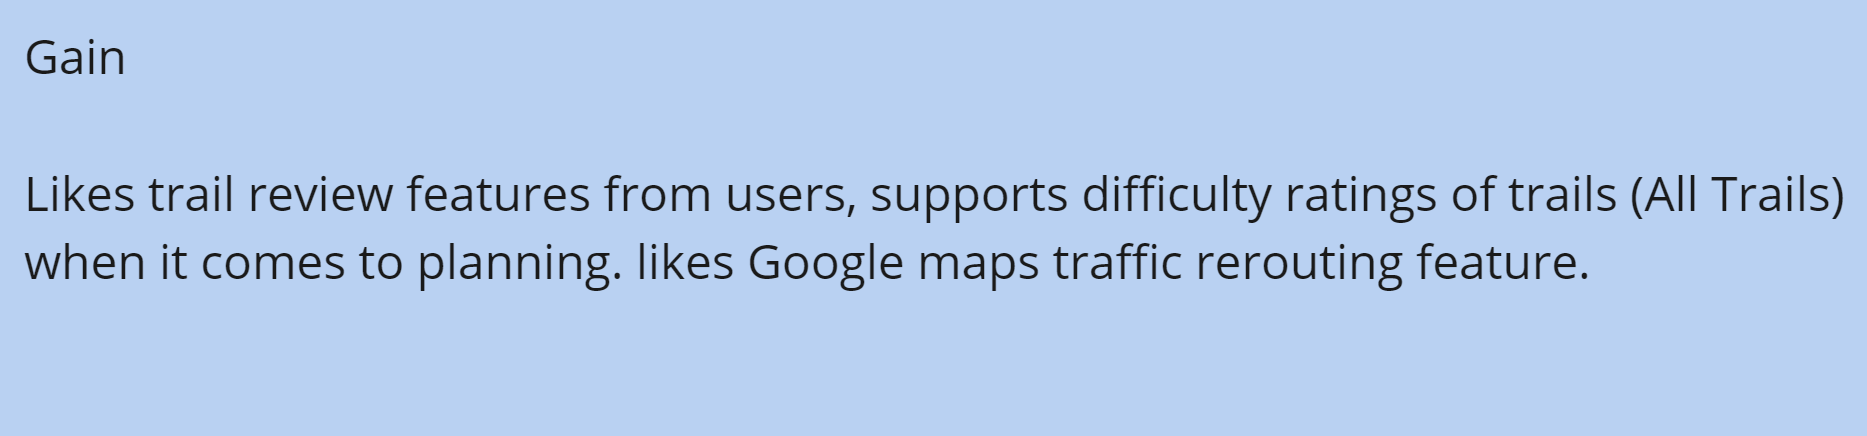 Gain
Likes trail review features from users, supports difficulty ratings of trails (All Trails)
when it comes to planning. likes Google maps traffic rerouting feature.